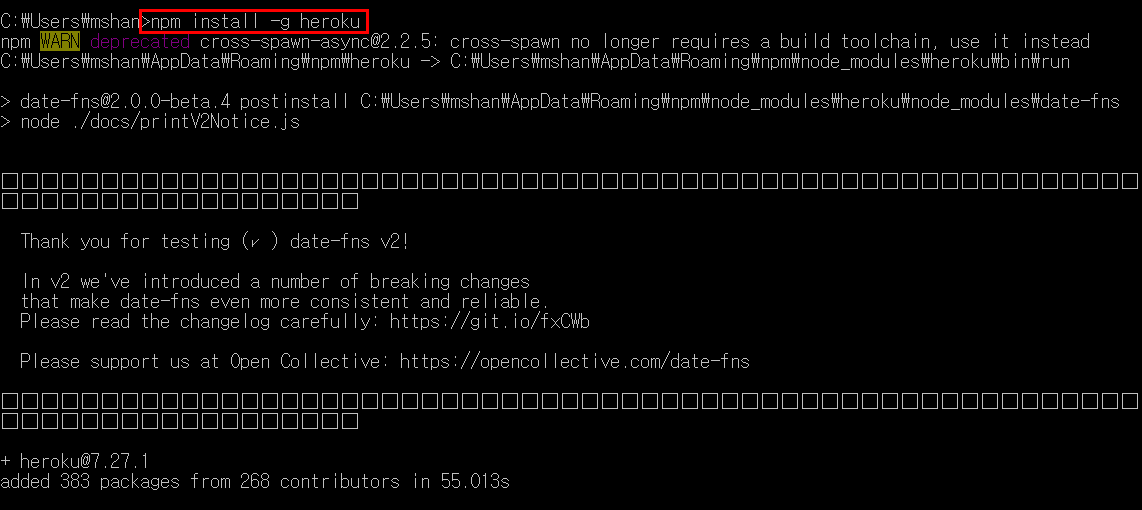 C:₩Users₩mshan>npm install -g heroku
npm WARN deprecated cross-spawn-async@2.2.5: cross-spawn no longer requires a build toolchain, use it instead
C:₩Users₩mshan₩AppData₩Roaming₩npm₩heroku -> C:₩Users₩mshan₩AppData₩Roaming₩npm₩node_modules₩heroku₩bin₩run
> date-fns@2.0.0-beta.4 postinstall C:₩Users₩mshan₩AppData₩Roaming₩npm₩node_modules₩heroku₩node_modules₩date-fns
> node ./docs/printV2Notice.js
Thank you for testing (✓ ) date-fns v2!
In v2 we've introduced a number of breaking changes
that make date-fns even more consistent and reliable.
Please read the changelog carefully: https://git.io/fxCWb
Please support us at Open Collective: https://opencollective.com/date-fns
+ heroku@7.27.1
added 383 packages from 268 contributors in 55.013s